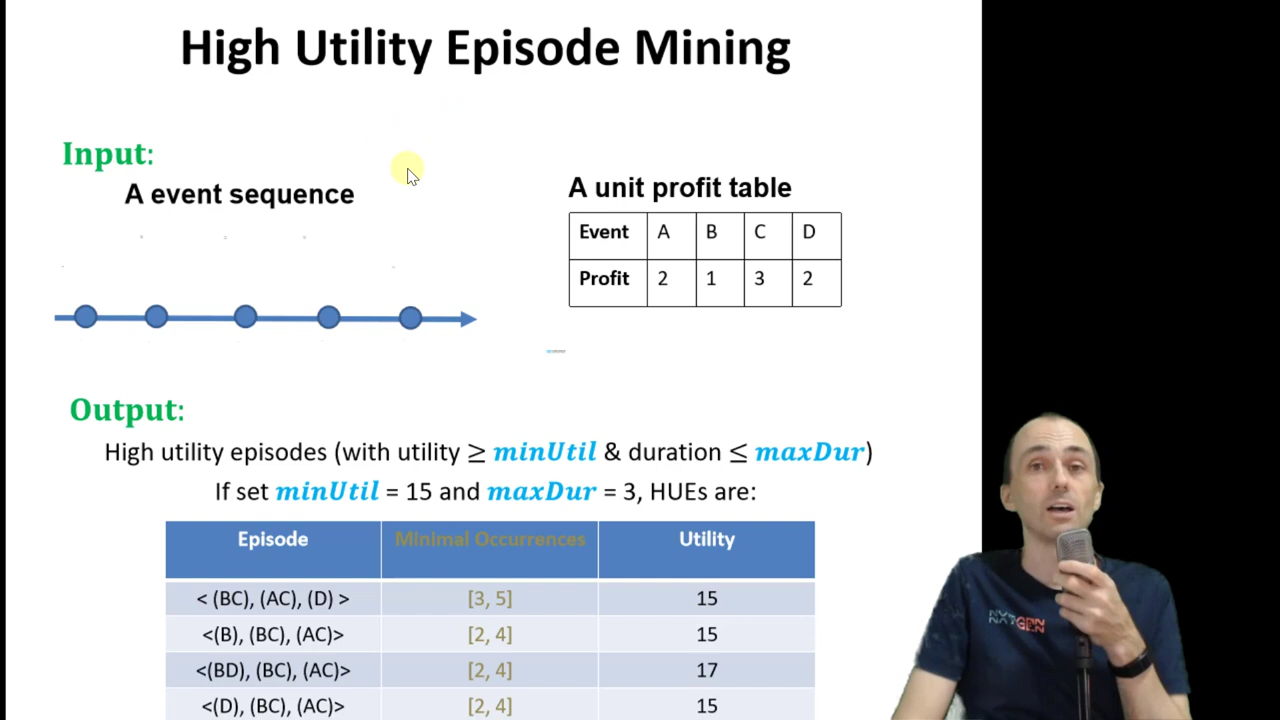 High Utility Episode Mining
Input:
A event sequence
A unit profit table
Event A B C D
Profit 2 1 3 2
Output:
High utility episodes (with utility ≥ minUtil & duration ≤ maxDur)
If set minUtil = 15 and maxDur = 3, HUEs are:
Episode Minimal Occurrences Utility
< (BC), (AC), (D) > [3, 5] 15
<(B), (BC), (AC)> [2, 4] 15
<(BD), (BC), (AC)> [2, 4] 17
<(D), (BC), (AC)> [2, 4] 15